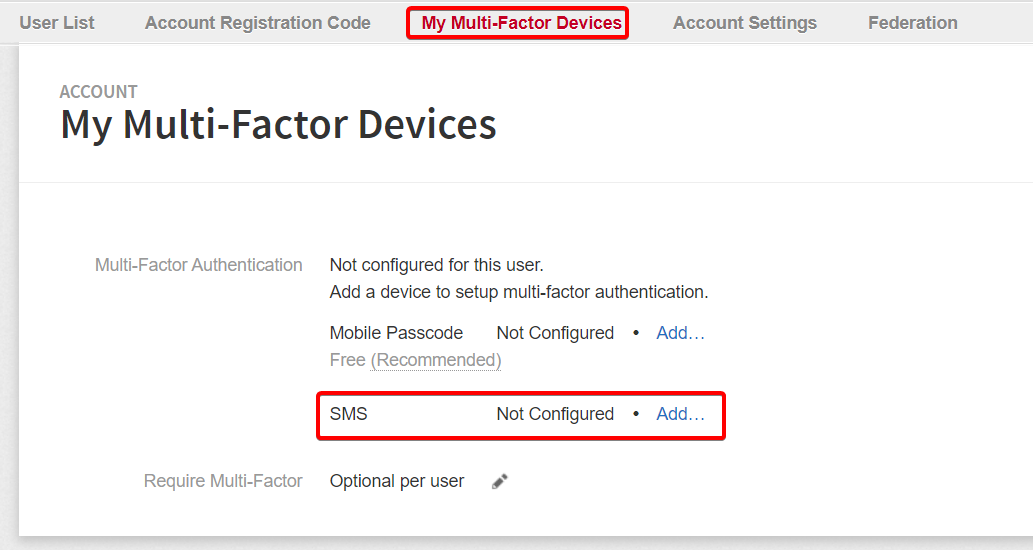 User List Account Registration Code My Multi-Factor Devices Account Settings Federation
ACCOUNT
My Multi-Factor Devices
Multi-Factor Authentication Not configured for this user.
Add a device to setup multi-factor authentication.
Mobile Passcode Not Configured • Add...
Free (Recommended)
SMS Not Configured • Add...
Require Multi-Factor Optional per user